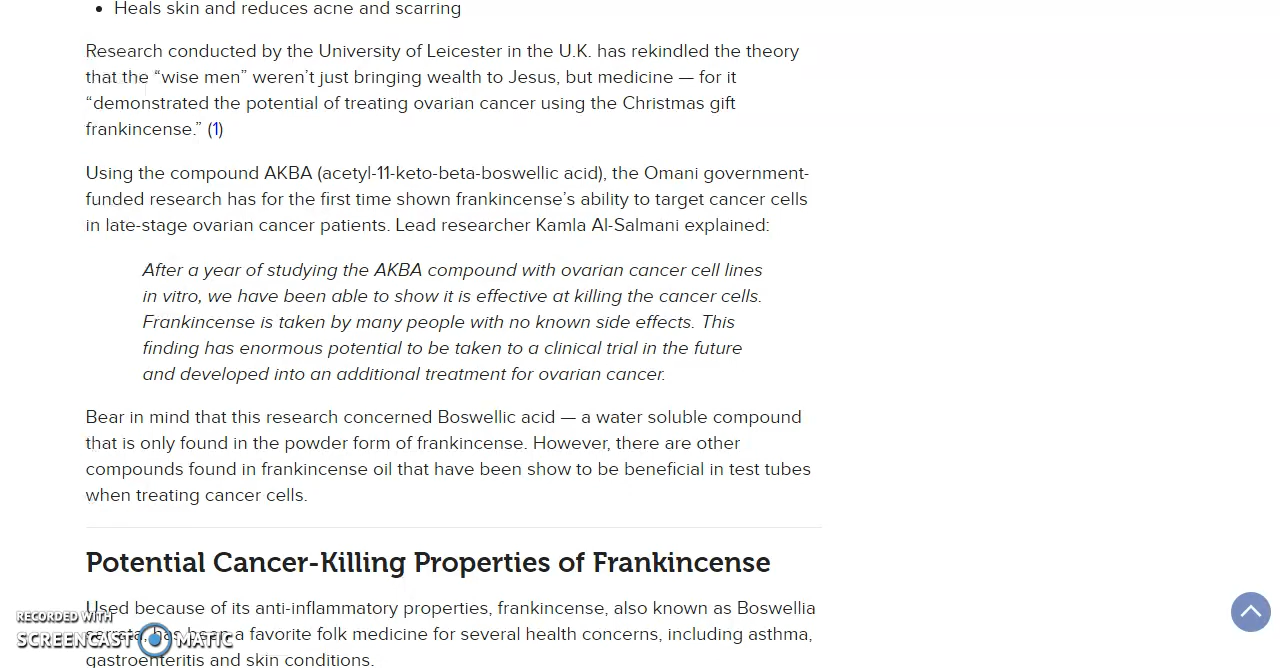 Heals skin and reduces acne and scarring
Research conducted by the University of Leicester in the U.K. has rekindled the theory
that the “wise men” weren’t just bringing wealth to Jesus, but medicine — for it
“demonstrated the potential of treating ovarian cancer using the Christmas gift
frankincense.” (1)
Using the compound AKBA (acetyl-11-keto-beta-boswellic acid), the Omani government-
funded research has for the first time shown frankincense’s ability to target cancer cells
in late-stage ovarian cancer patients. Lead researcher Kamla Al-Salmani explained:
After a year of studying the AKBA compound with ovarian cancer cell lines
in vitro, we have been able to show it is effective at killing the cancer cells.
Frankincense is taken by many people with no known side effects. This
finding has enormous potential to be taken to a clinical trial in the future
and developed into an additional treatment for ovarian cancer.
Bear in mind that this research concerned Boswellic acid — a water soluble compound
that is only found in the powder form of frankincense. However, there are other
compounds found in frankincense oil that have been show to be beneficial in test tubes
when treating cancer cells.
Potential Cancer-Killing Properties of Frankincense
Used because of its anti-inflammatory properties, frankincense, also known as Boswellia
has been a favorite folk medicine for several health concerns, including asthma,
gastroenteritis and skin conditions.
RECORDED WITH
SCREENCAST MATIC